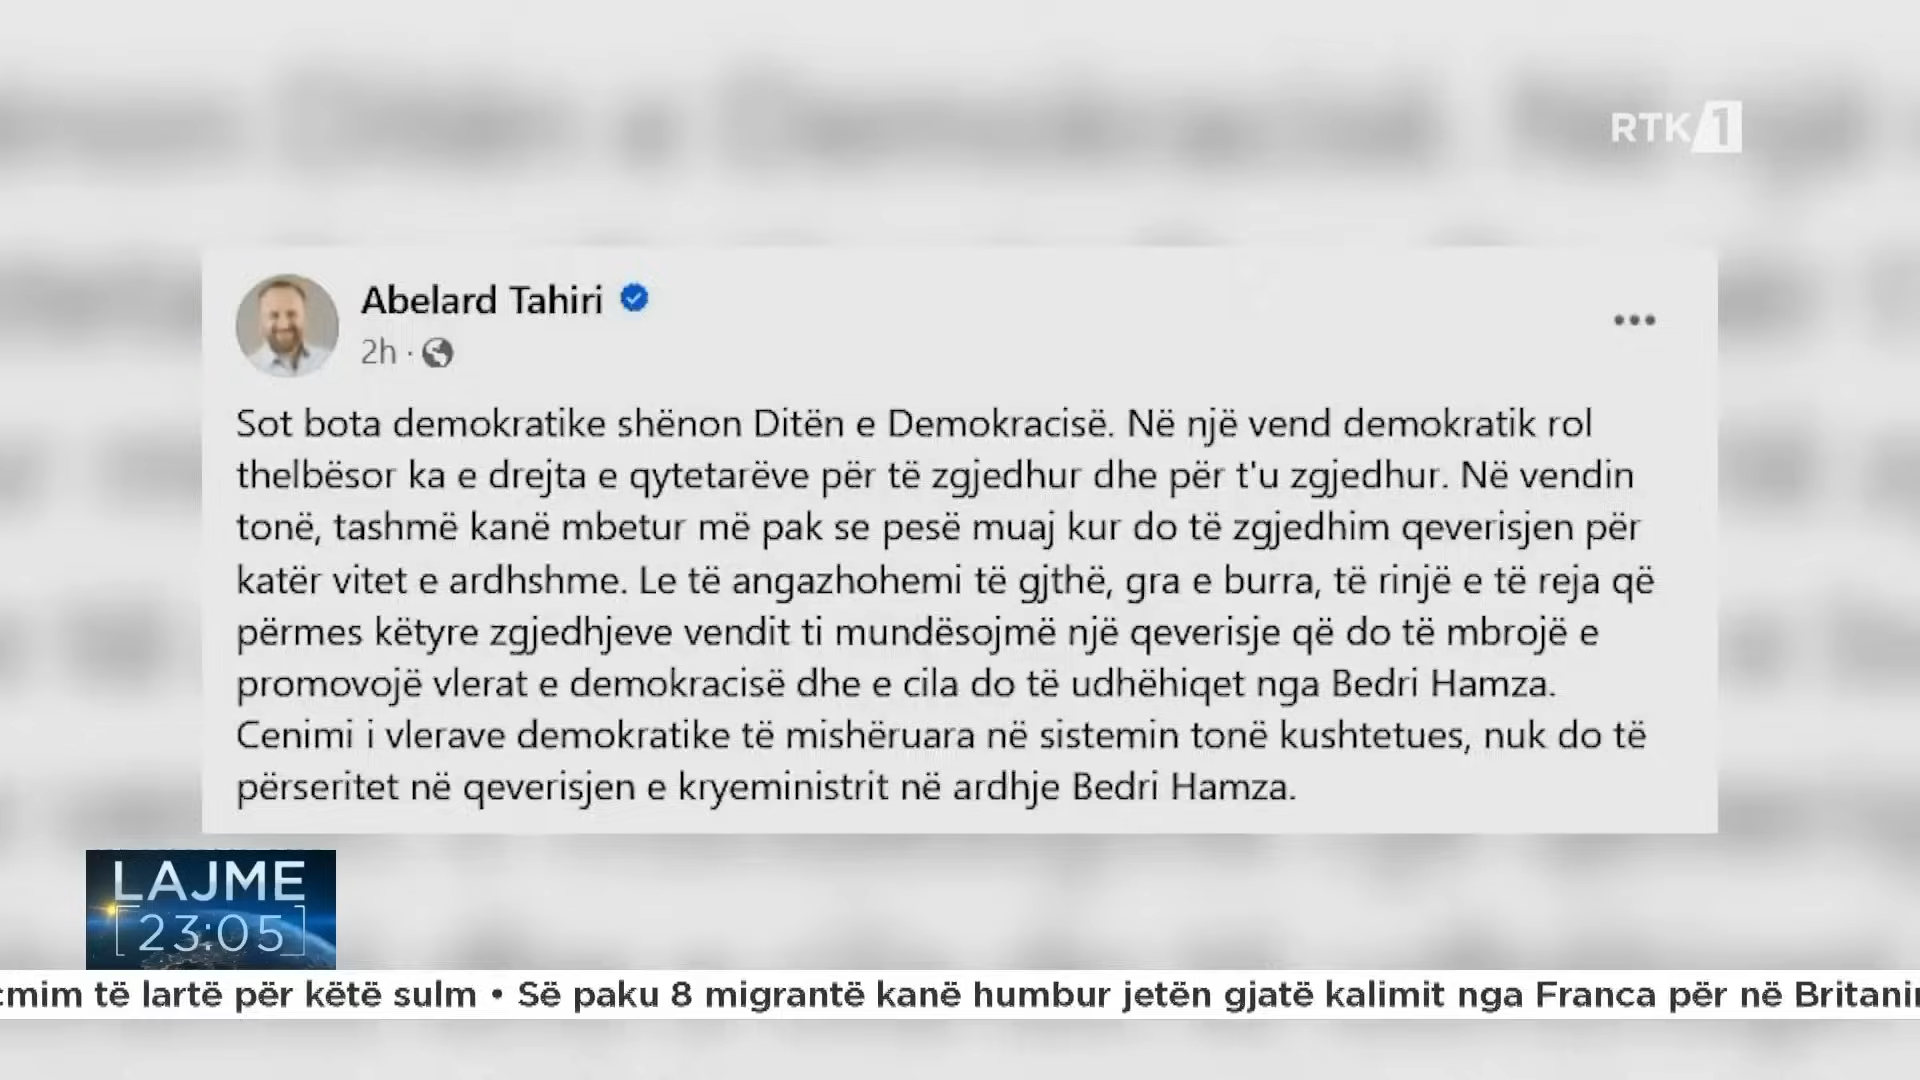 RTK 1
Abelard Tahiri
2h ·
Sot bota demokratike shënon Ditën e Demokracisë. Në një vend demokratik rol
thelbësor ka e drejta e qytetarëve për të zgjedhur dhe për t'u zgjedhur. Në vendin
tonë, tashmë kanë mbetur më pak se pesë muaj kur do të zgjedhim qeverisjen për
katër vitet e ardhshme. Le të angazhohemi të gjthë, gra e burra, të rinjë e të reja që
përmes këtyre zgjedhjeve vendit ti mundësojmë një qeverisje që do të mbrojë e
promovojë vlerat e demokracisë dhe e cila do të udhëhiqet nga Bedri Hamza.
Cenimi i vlerave demokratike të mishëruara në sistemin tonë kushtetues, nuk do të
përseritet në qeverisjen e kryeministrit në ardhje Bedri Hamza.
LAJME
23:05
të lartë për këtë sulm • Së paku 8 migrantë kanë humbur jetën gjatë kalimit nga Franca për në